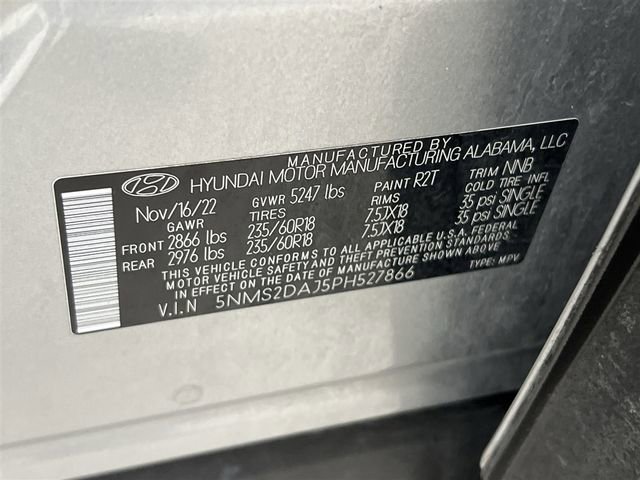 MANUFACTURED BY
HYUNDAI MOTOR MANUFACTURING ALABAMA, LLC
Nov/16/22 GVWR 5247 lbs PAINT R2T TRIM NNB
GAWR TIRES RIMS COLD TIRE INFL
FRONT 2866 lbs 235/60R18 7.5JX18 35 psi SINGLE
REAR 2976 lbs 235/60R18 7.5JX18 35 psi SINGLE
THIS VEHICLE CONFORMS TO ALL APPLICABLE U.S.A. FEDERAL
MOTOR VEHICLE SAFETY AND THEFT PREVENTION STANDARDS
IN EFFECT ON THE DATE OF MANUFACTURE SHOWN ABOVE
V.I.N 5NMS2DAJ5PH527866 TYPE: MPV